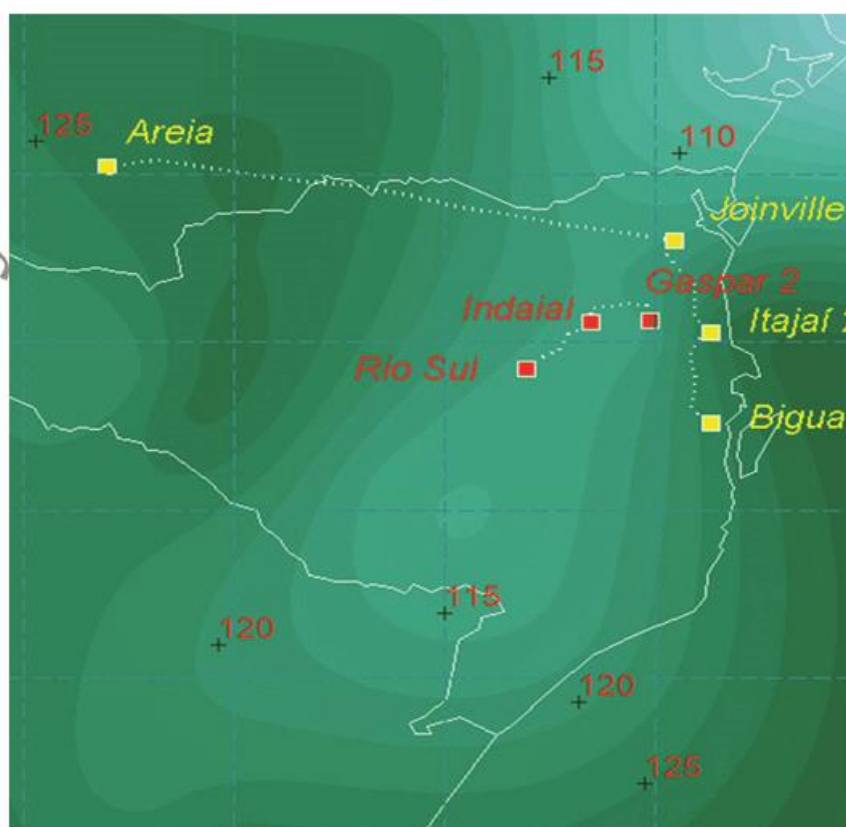 115
125
Areia
110
Joinville
Gaspar 2
Indaial
Itajaí
Rio Sul
Bigua
115
120
120
125